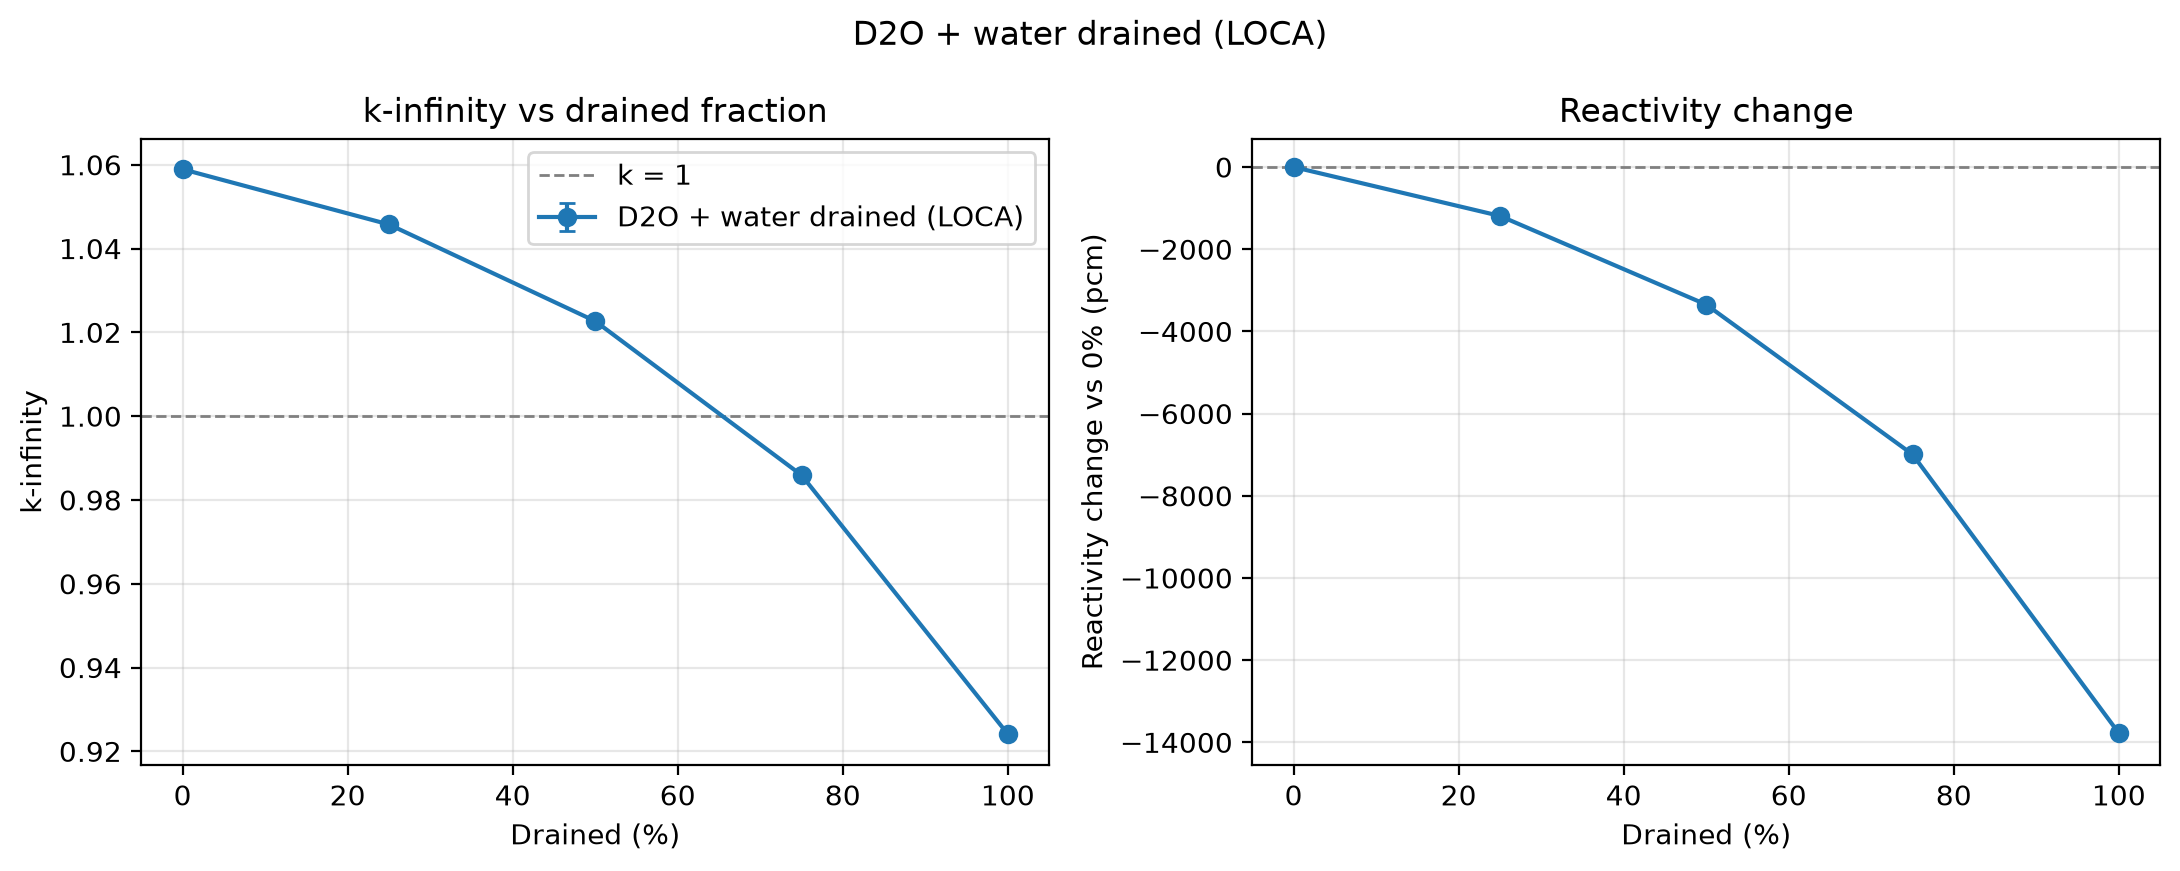 D2O + water drained (LOCA)
k-infinity vs drained fraction
k-infinity
1.06
1.04
1.02
1.00
0.98
0.96
0.94
0.92
k = 1
D2O + water drained (LOCA)
0 20 40 60 80 100
Drained (%)
Reactivity change
Reactivity change vs 0% (pcm)
0
−2000
−4000
−6000
−8000
−10000
−12000
−14000
0 20 40 60 80 100
Drained (%)